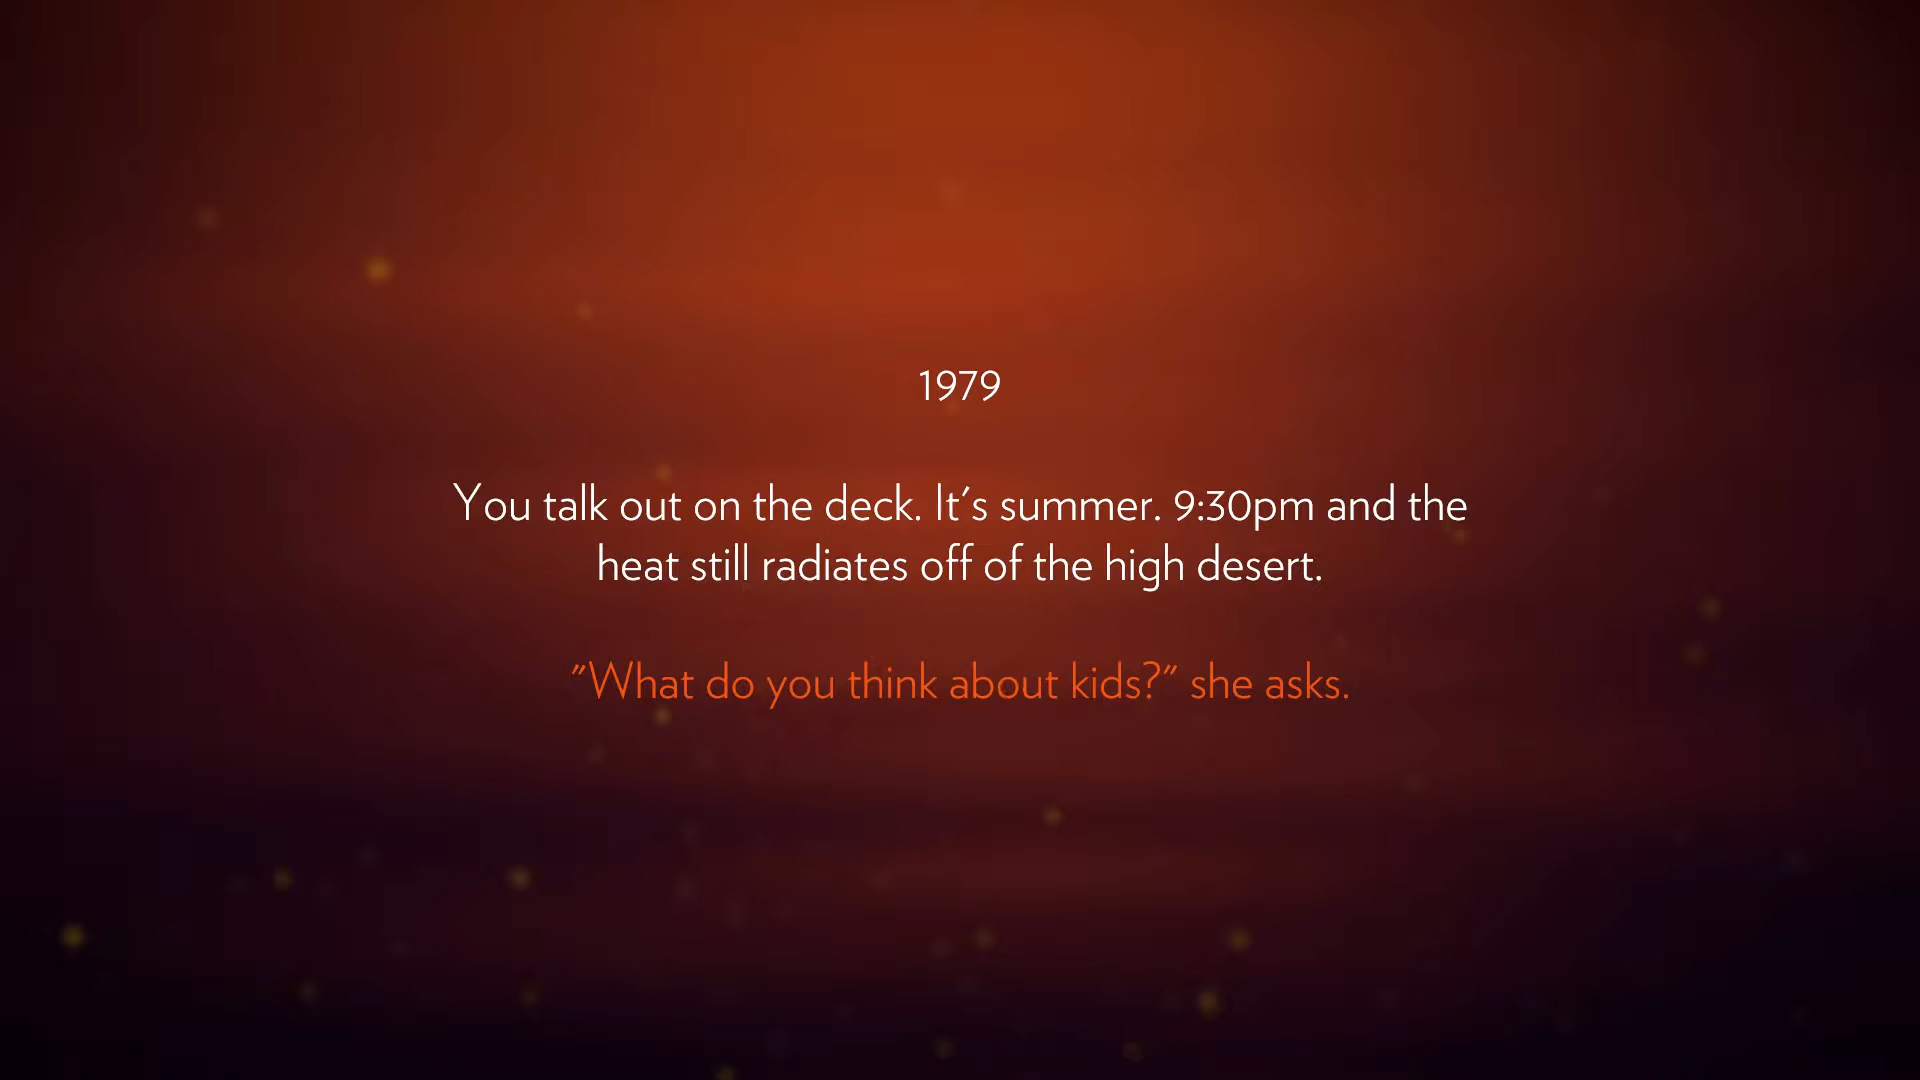 1979
You talk out on the deck. It's summer. 9:30pm and the
heat still radiates off of the high desert.
"What do you think about kids?" she asks.